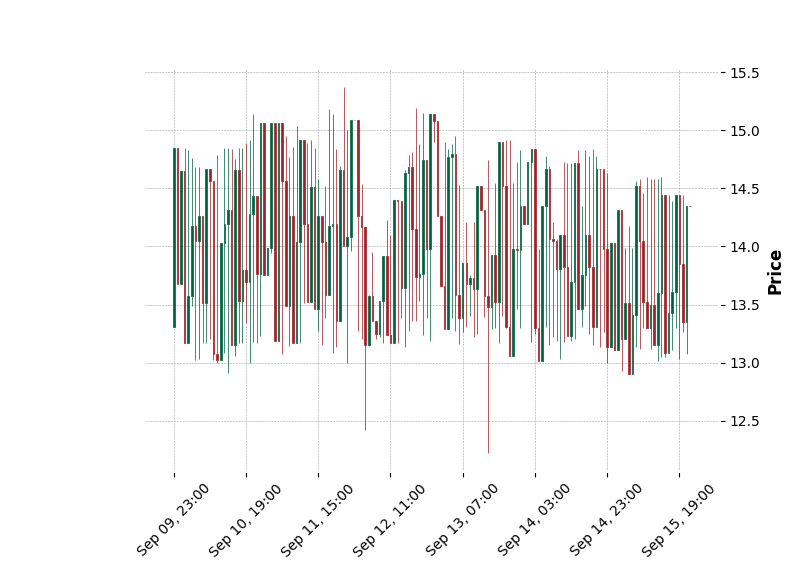 15.5
15.0
14.5
14.0
13.5
13.0
12.5
Price
Sep 09, 23:00
Sep 10, 19:00
Sep 11, 15:00
Sep 12, 11:00
Sep 13, 07:00
Sep 14, 03:00
Sep 14, 23:00
Sep 15, 19:00